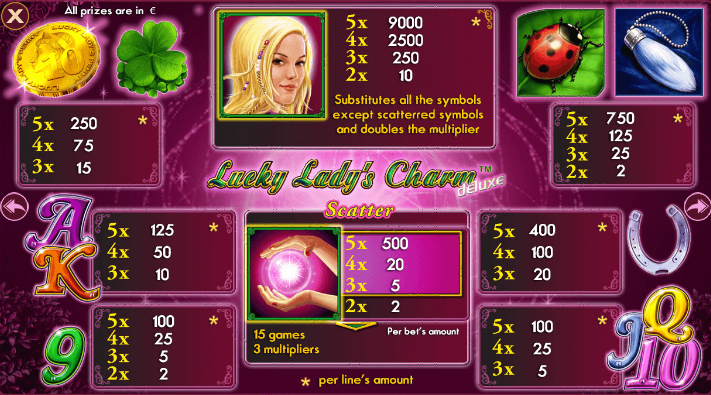 All prizes are in €
5x 9000 *
4x 2500
3x 250
2x 10
Substitutes all the symbols
except scatterred symbols
and doubles the multiplier
5x 250 *
4x 75
3x 15
5x 750 *
4x 125
3x 25
2x 2
Lucky Lady's Charm™
deluxe
Scatter
A
K
5x 125 *
4x 50
3x 10
5x 500
4x 20
3x 5
2x 2
15 games
3 multipliers
Per bet's amount
5x 400 *
4x 100
3x 20
9
5x 100 *
4x 25
3x 5
2x 2
5x 100 *
4x 25
3x 5
Q
J
10
* per line's amount